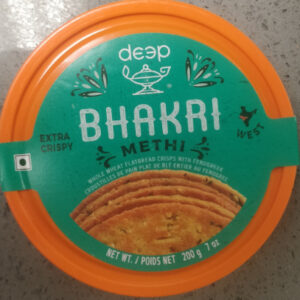 deep
BHAKRI
METHI
EXTRA
CRISPY
WEST
WHOLE WHEAT FLATBREAD CRISPS WITH FENUGREEK
CROUSTILLES DE PAIN PLAT DE BLÉ ENTIER AU FENUGREC
NET WT. / POIDS NET 200 g 7 oz